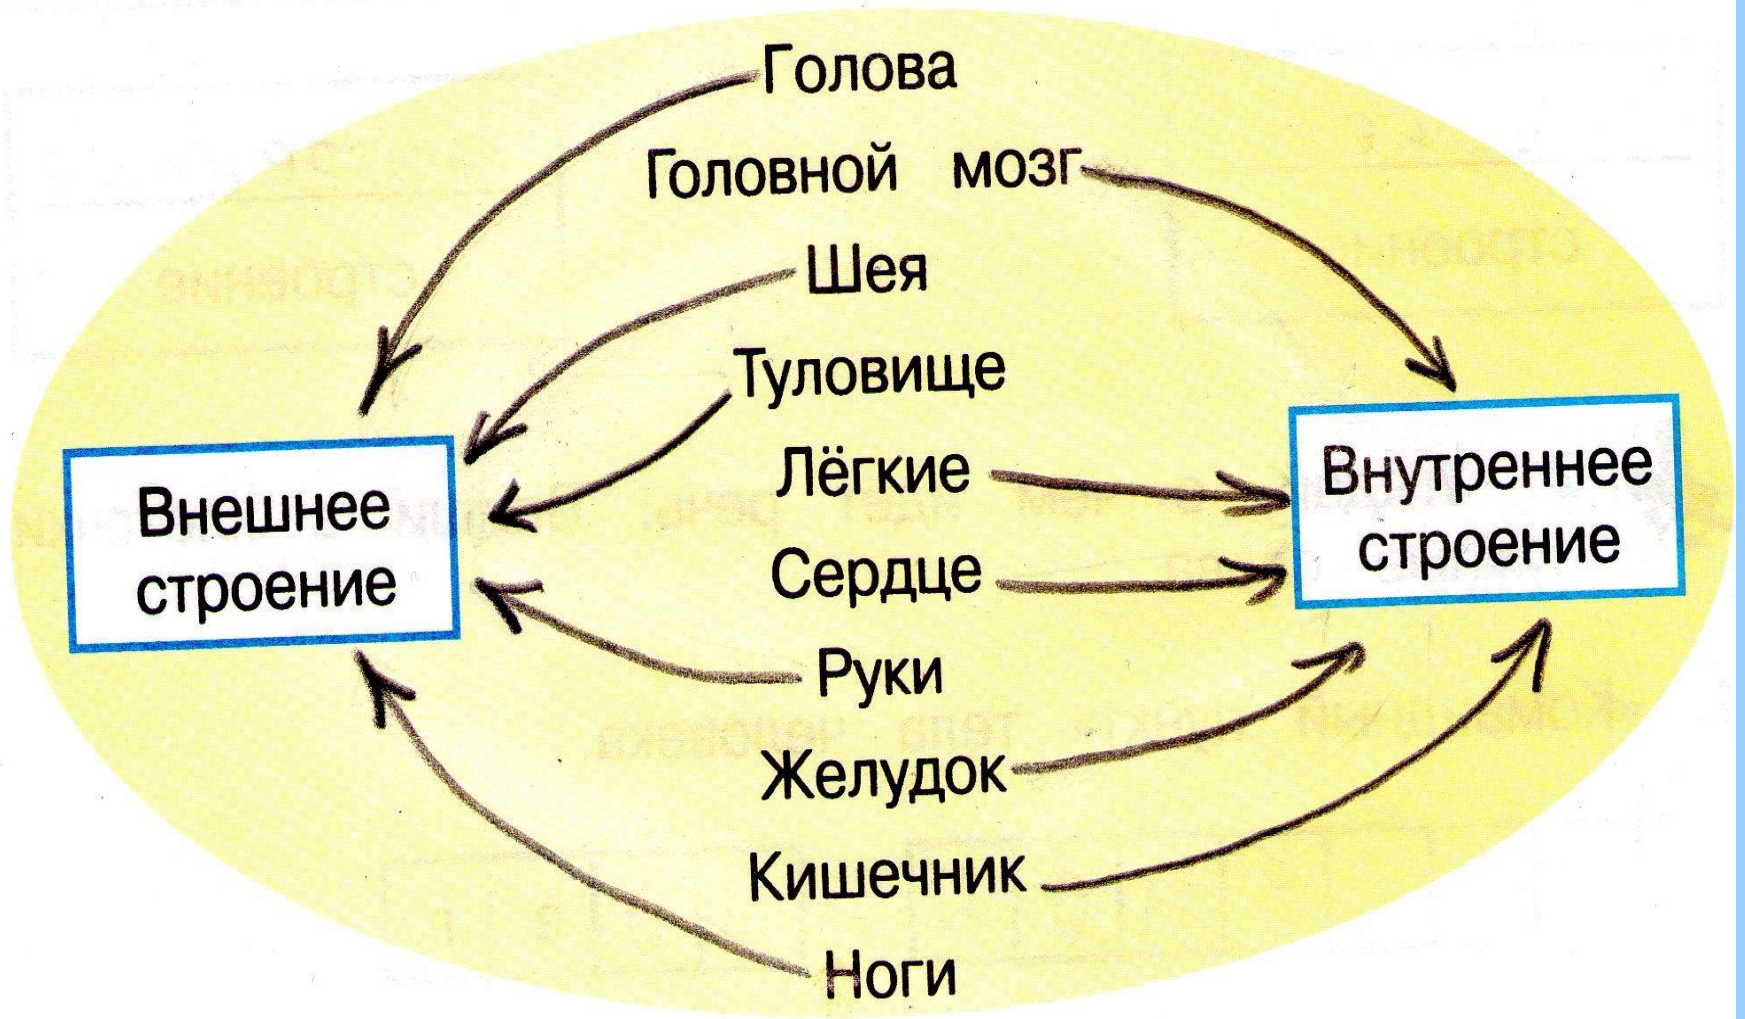 Голова
Головной мозг
Шея
Туловище
Лёгкие
Сердце
Руки
Желудок
Кишечник
Ноги
Внешнее
строение
Внутреннее
строение